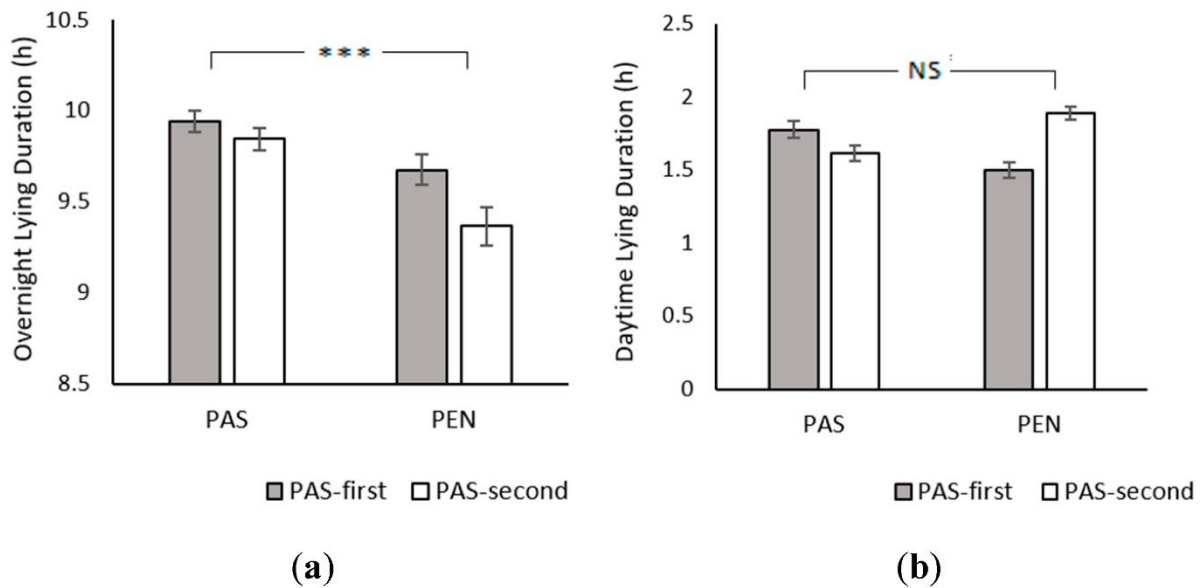 Overnight Lying Duration (h)
10.5
10
9.5
9
8.5
***
PAS
PEN
PAS-first PAS-second
(a)
Daytime Lying Duration (h)
2.5
2
1.5
1
0.5
0
NS
PAS
PEN
PAS-first PAS-second
(b)